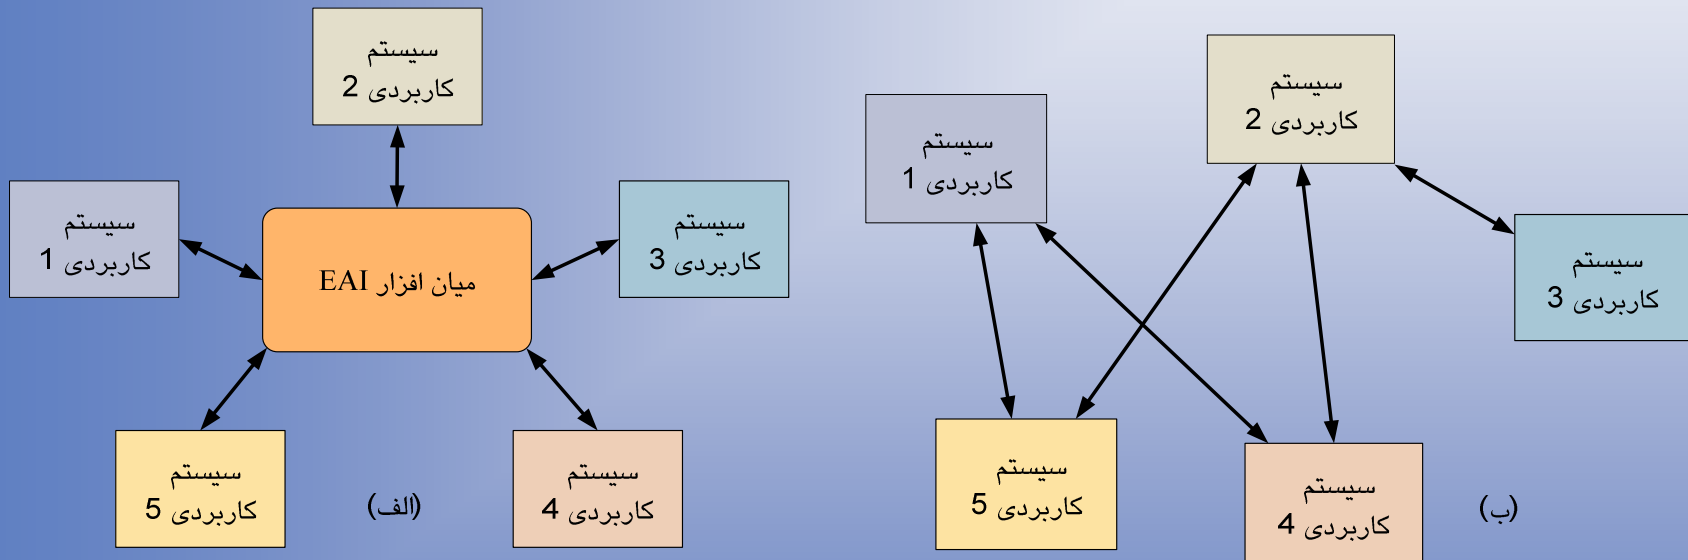 سیستم
کاربردی 2
سیستم
کاربردی 1
میان افزار EAI
سیستم
کاربردی 3
سیستم
کاربردی 5
(الف)
سیستم
کاربردی 4
سیستم
کاربردی 2
سیستم
کاربردی 1
سیستم
کاربردی 3
سیستم
کاربردی 5
سیستم
کاربردی 4
(ب)